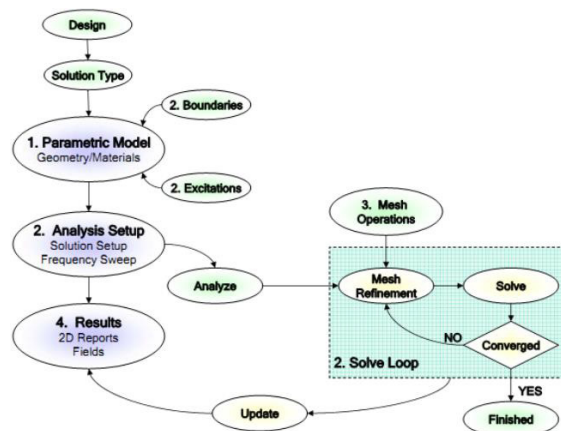 Design
Solution Type
2. Boundaries
1. Parametric Model
Geometry/Materials
2. Excitations
3. Mesh
Operations
2. Analysis Setup
Solution Setup
Frequency Sweep
Analyze
Mesh
Refinement
Solve
4. Results
2D Reports
Fields
NO
Converged
2. Solve Loop
YES
Update
Finished